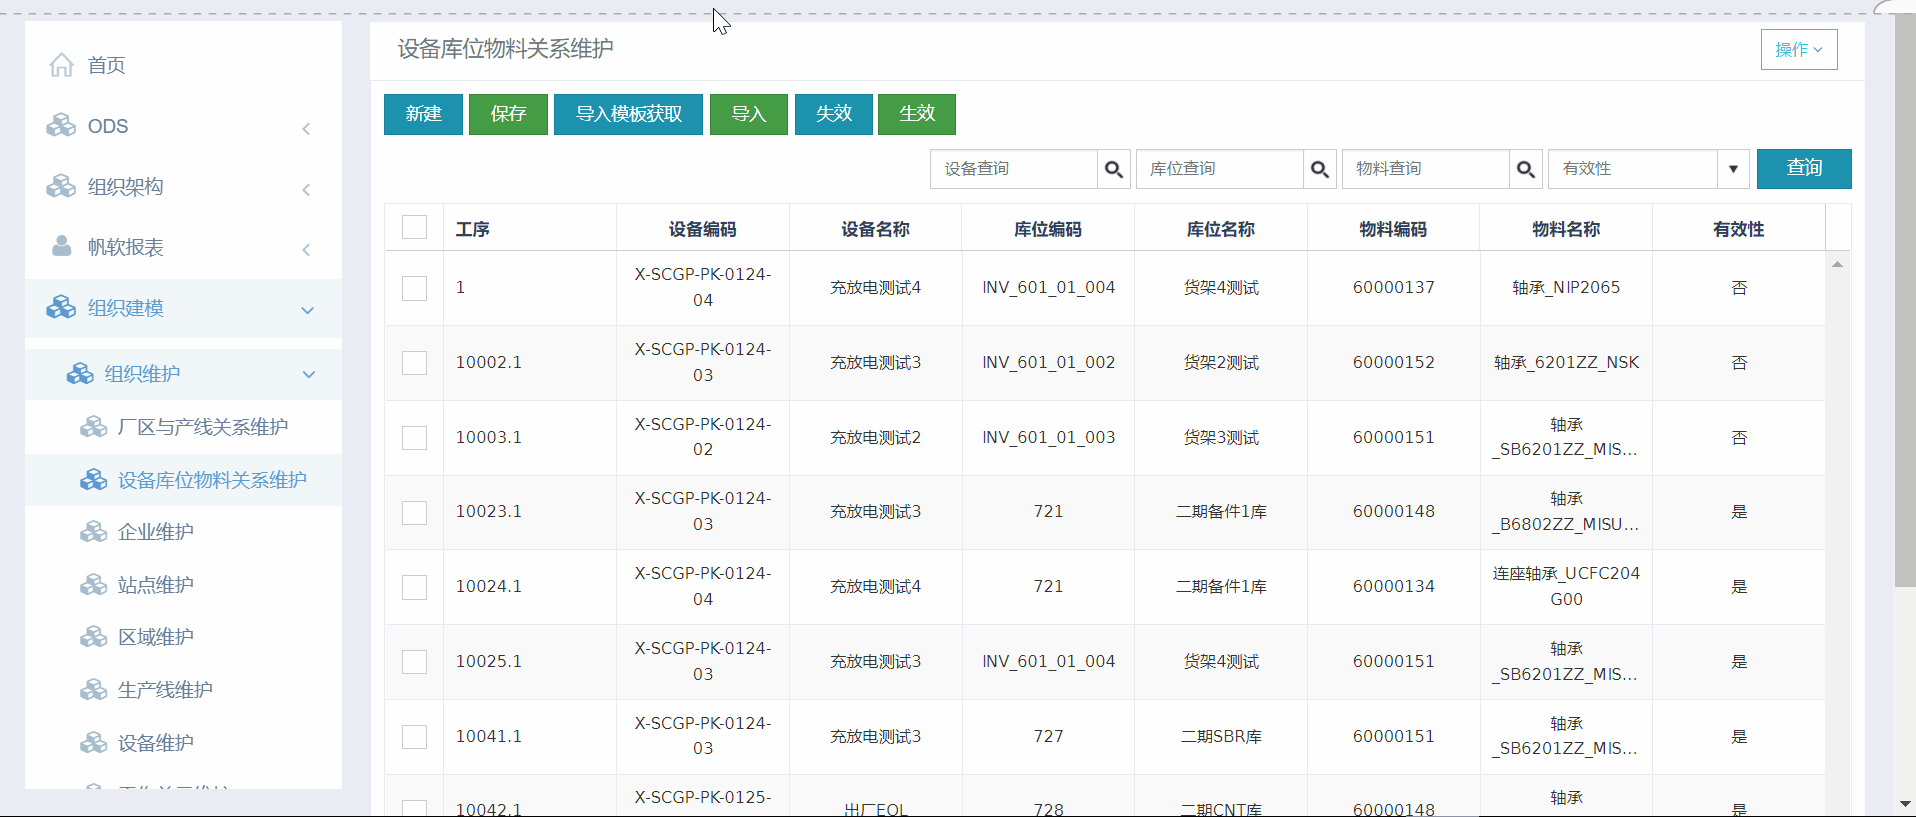 首页
ODS
组织架构
帆软报表
组织建模
组织维护
厂区与产线关系维护
设备库位物料关系维护
企业维护
站点维护
区域维护
生产线维护
设备维护
设备库位物料关系维护
操作
新建 保存 导入模板获取 导入 失效 生效
设备查询 库位查询 物料查询 有效性 查询
工序 设备编码 设备名称 库位编码 库位名称 物料编码 物料名称 有效性
1 X-SCGP-PK-0124-04 充放电测试4 INV_601_01_004 货架4测试 60000137 轴承_NIP2065 否
10002.1 X-SCGP-PK-0124-03 充放电测试3 INV_601_01_002 货架2测试 60000152 轴承_6201ZZ_NSK 否
10003.1 X-SCGP-PK-0124-02 充放电测试2 INV_601_01_003 货架3测试 60000151 轴承_SB6201ZZ_MIS... 否
10023.1 X-SCGP-PK-0124-03 充放电测试3 721 二期备件1库 60000148 轴承_B6802ZZ_MISU... 是
10024.1 X-SCGP-PK-0124-04 充放电测试4 721 二期备件1库 60000134 连座轴承_UCFC204G00 是
10025.1 X-SCGP-PK-0124-03 充放电测试3 INV_601_01_004 货架4测试 60000151 轴承_SB6201ZZ_MIS... 是
10041.1 X-SCGP-PK-0124-03 充放电测试3 727 二期SBR库 60000151 轴承_SB6201ZZ_MIS... 是
10042.1 X-SCGP-PK-0125- 出厂EOL 728 二期CNT库 60000148 轴承 是